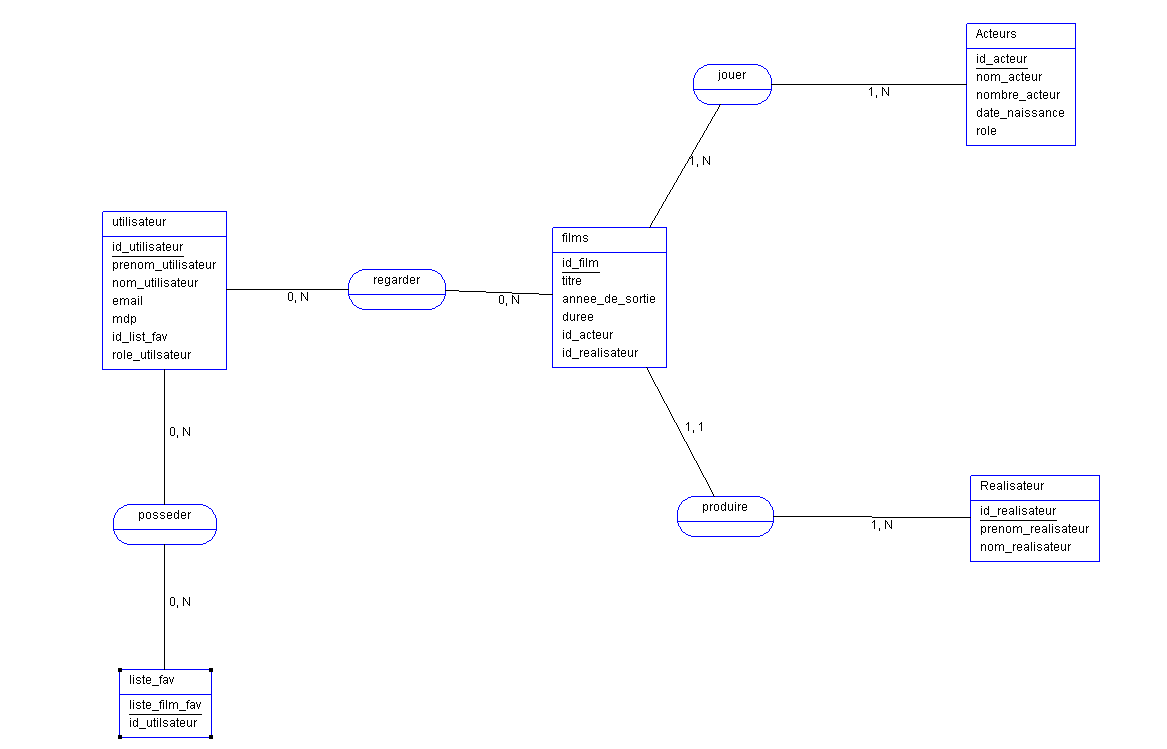 Acteurs
id_acteur
nom_acteur
nombre_acteur
date_naissance
role
jouer
1, N
1, N
utilisateur
id_utilisateur
prenom_utilisateur
nom_utilisateur
email
mdp
id_list_fav
role_utilsateur
regarder
0, N
0, N
films
id_film
titre
annee_de_sortie
duree
id_acteur
id_realisateur
1, 1
0, N
posseder
produire
1, N
Realisateur
id_realisateur
prenom_realisateur
nom_realisateur
0, N
liste_fav
liste_film_fav
id_utilsateur